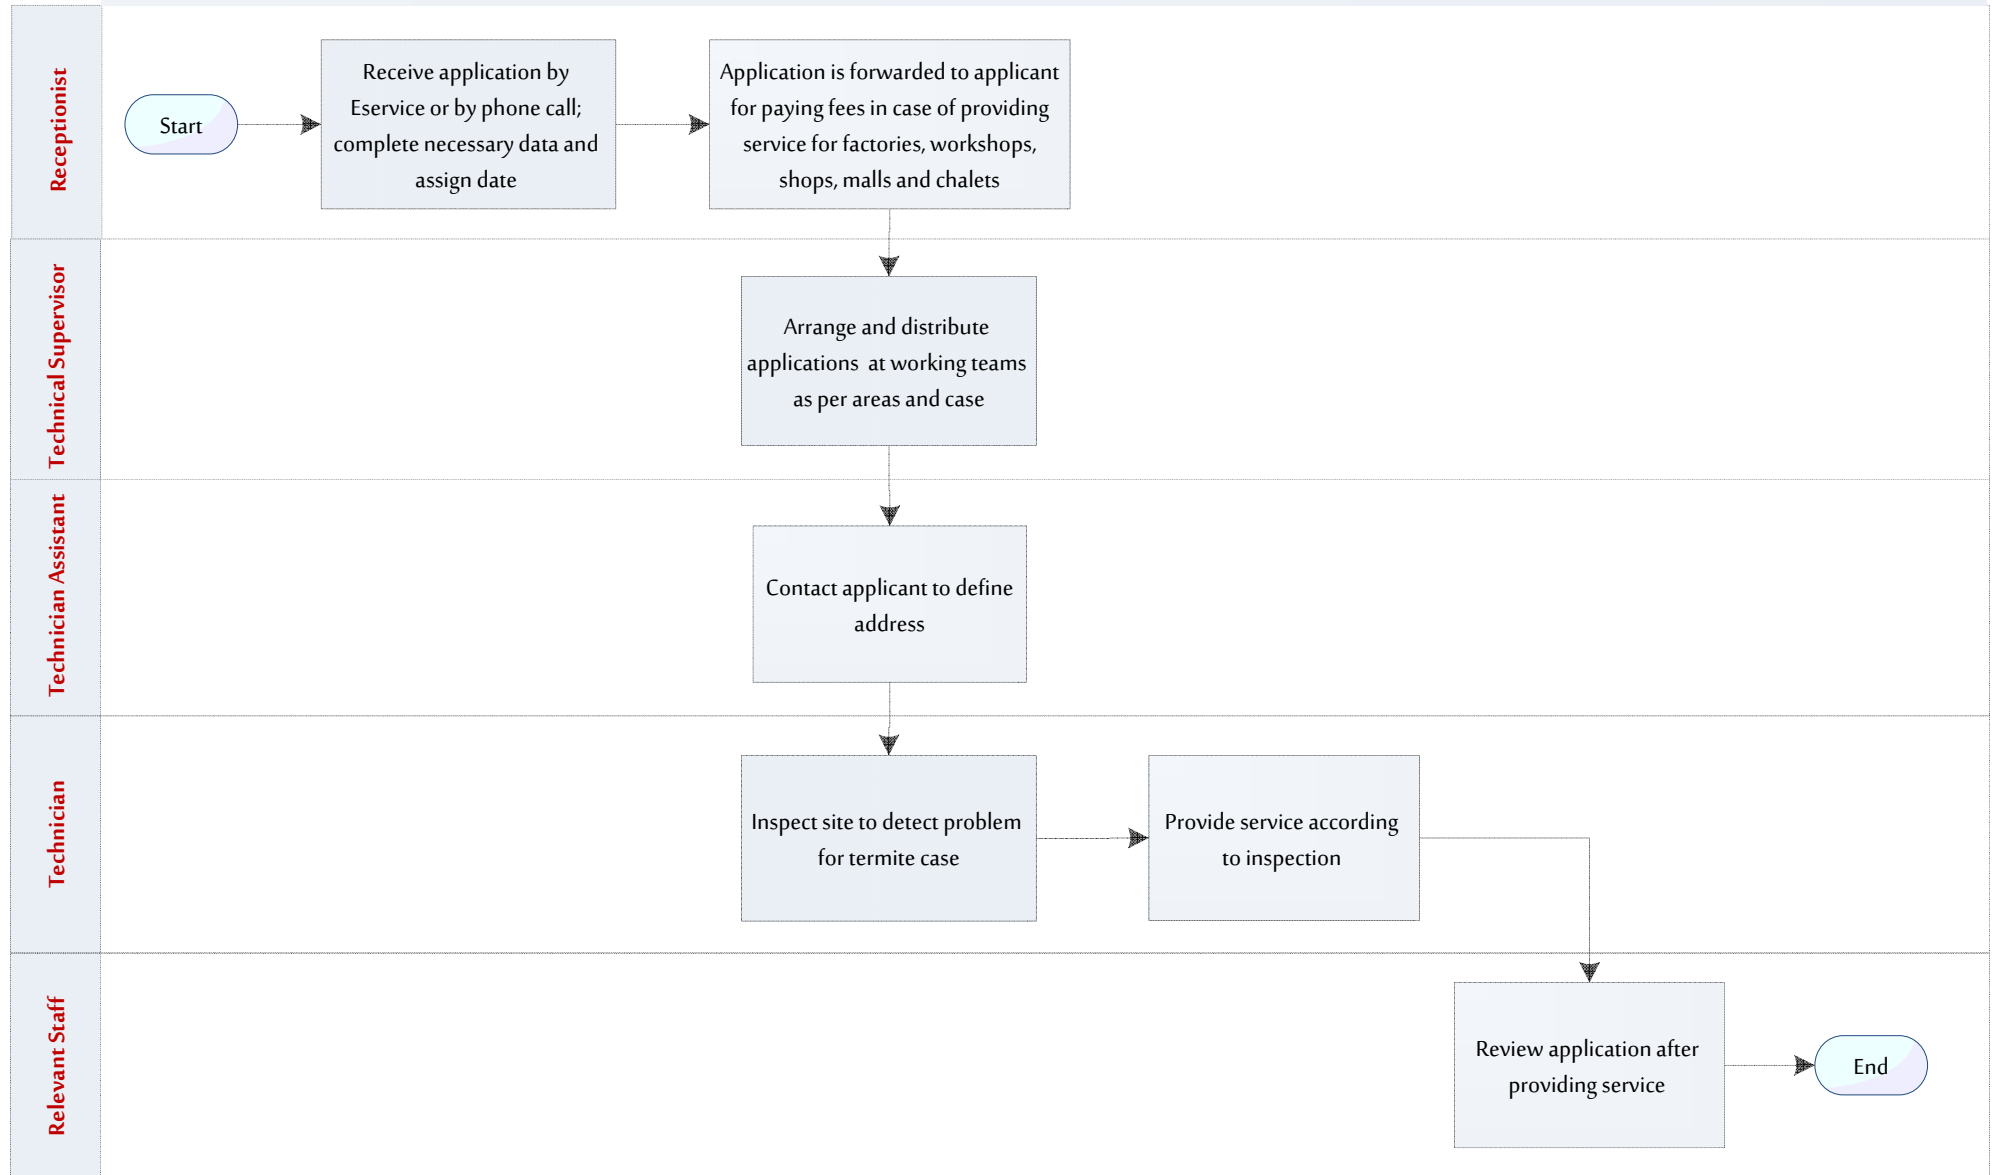 Receptionist
Start
Receive application by
Eservice or by phone call;
complete necessary data and
assign date
Application is forwarded to applicant
for paying fees in case of providing
service for factories, workshops,
shops, malls and chalets
Technical Supervisor
Arrange and distribute
applications at working teams
as per areas and case
Technician Assistant
Contact applicant to define
address
Technician
Inspect site to detect problem
for termite case
Provide service according
to inspection
Relevant Staff
Review application after
providing service
End